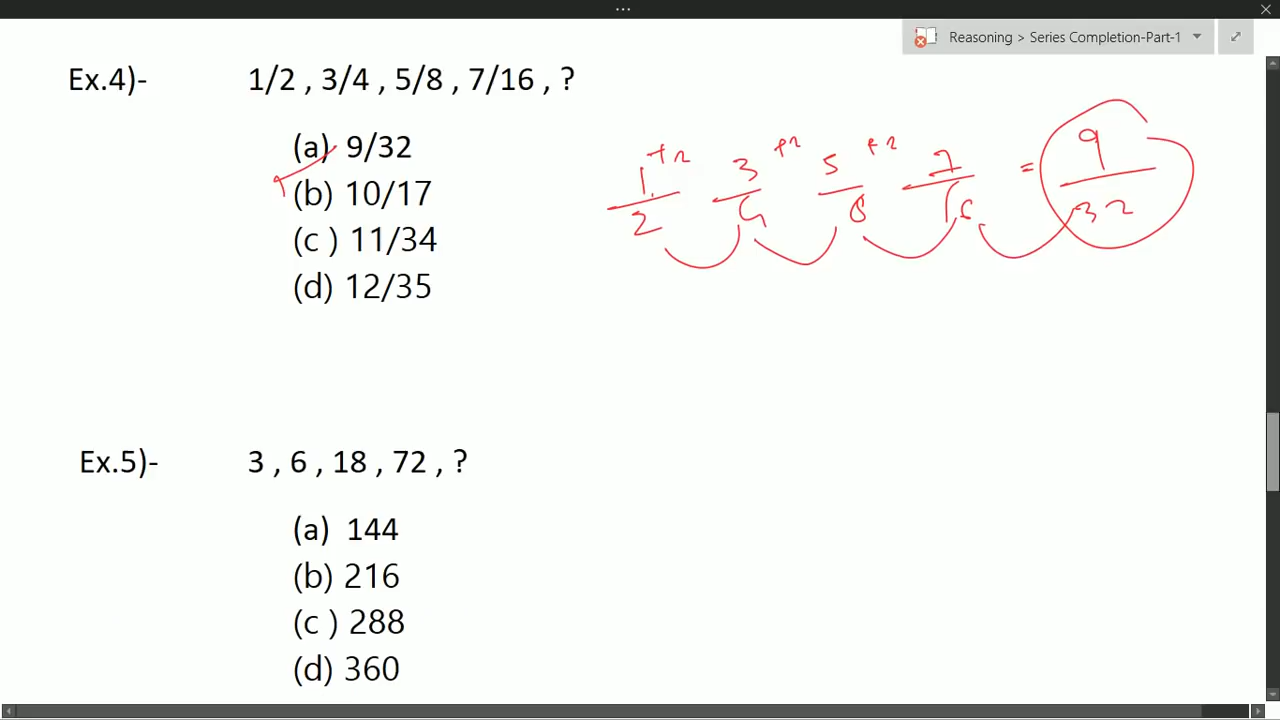 Reasoning > Series Completion-Part-1
Ex.4)- 1/2 , 3/4 , 5/8 , 7/16 , ?
(a) 9/32
(b) 10/17
(c ) 11/34
(d) 12/35
+2 +2 +2
1/2 3/4 5/8 7/16 = 9/32
Ex.5)- 3 , 6 , 18 , 72 , ?
(a) 144
(b) 216
(c ) 288
(d) 360